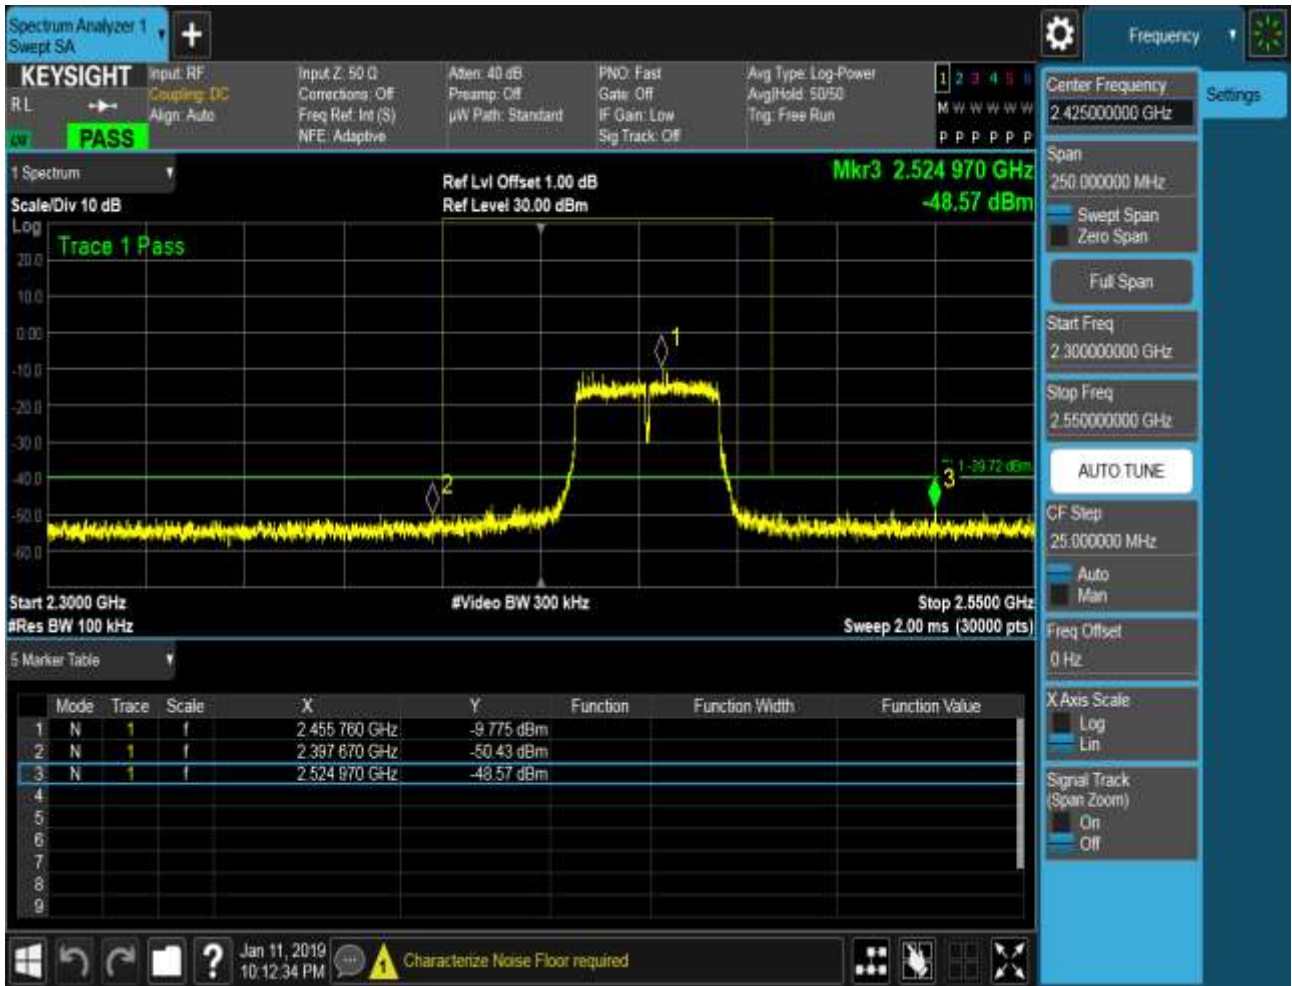 Spectrum Analyzer 1
Swept SA
+
Frequency
KEYSIGHT
R L
PASS
Input: RF
Coupling: DC
Align: Auto
Input Z: 50 Ω
Corrections: Off
Freq Ref: Int (S)
NFE: Adaptive
Atten: 40 dB
Preamp: Off
µW Path: Standard
PNO: Fast
Gate: Off
IF Gain: Low
Sig Track: Off
Avg Type: Log-Power
Avg|Hold: 50/50
Trig: Free Run
1 2 3 4 5 6
M W W W W W
P P P P P P
1 Spectrum
Scale/Div 10 dB
Ref Lvl Offset 1.00 dB
Ref Level 30.00 dBm
Mkr3 2.524 970 GHz
-48.57 dBm
Log
Trace 1 Pass
20.0
10.0
0.00
-10.0
-20.0
-30.0
-40.0
-50.0
-60.0
1
2
3
1 -39.72 dBm
Start 2.3000 GHz
#Video BW 300 kHz
Stop 2.5500 GHz
#Res BW 100 kHz
Sweep 2.00 ms (30000 pts)
5 Marker Table
Mode Trace Scale X Y Function Function Width Function Value
1 N 1 f 2.455 760 GHz -9.775 dBm
2 N 1 f 2.397 670 GHz -50.43 dBm
3 N 1 f 2.524 970 GHz -48.57 dBm
4
5
6
7
8
9
Jan 11, 2019
10:12:34 PM
Characterize Noise Floor required
Center Frequency
2.425000000 GHz
Settings
Span
250.000000 MHz
Swept Span
Zero Span
Full Span
Start Freq
2.300000000 GHz
Stop Freq
2.550000000 GHz
AUTO TUNE
CF Step
25.000000 MHz
Auto
Man
Freq Offset
0 Hz
X Axis Scale
Log
Lin
Signal Track
(Span Zoom)
On
Off